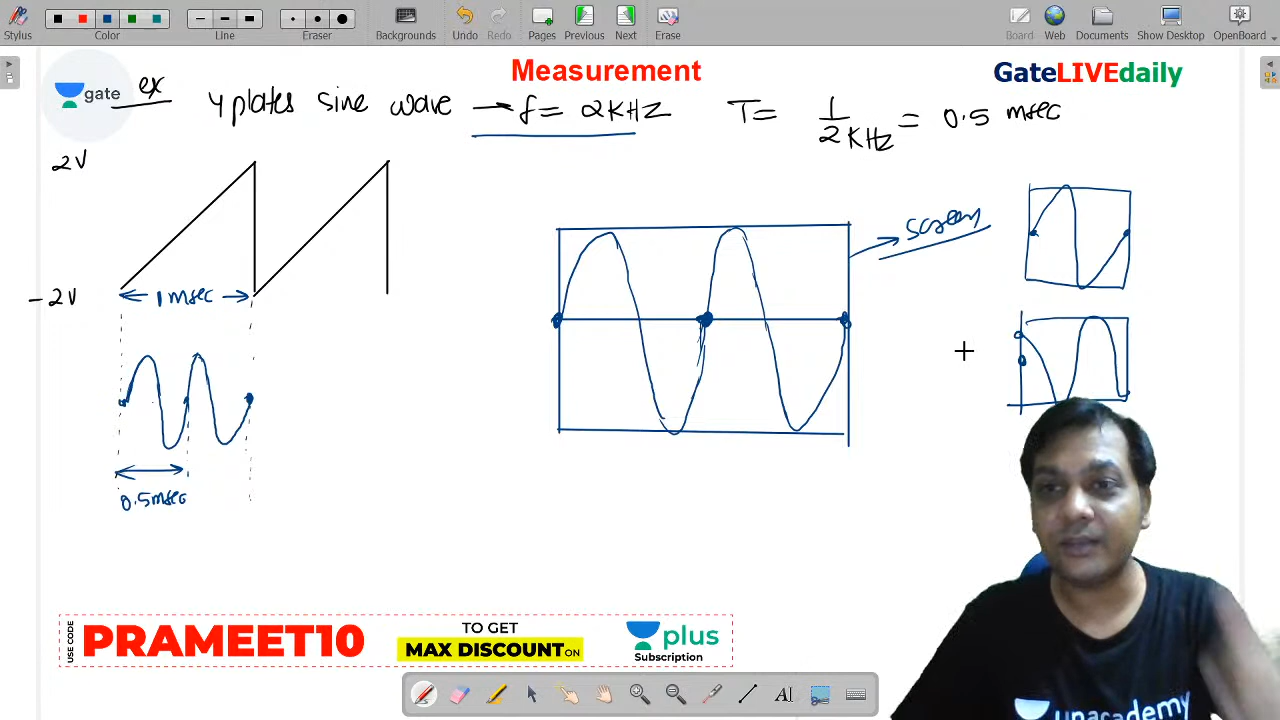 Stylus
Color
Line
Eraser
Backgrounds
Undo
Redo
Pages
Previous
Next
Erase
Board
Web
Documents
Show Desktop
OpenBoard
Measurement
GateLIVEdaily
gate
ex
y plates sine wave → f = 2KHZ T = 1/2KHZ = 0.5 msec
2V
-2V
1 msec
screen
0.5msec
USE CODE
PRAMEET10
TO GET
MAX DISCOUNT ON
plus
Subscription
gate
unacademy